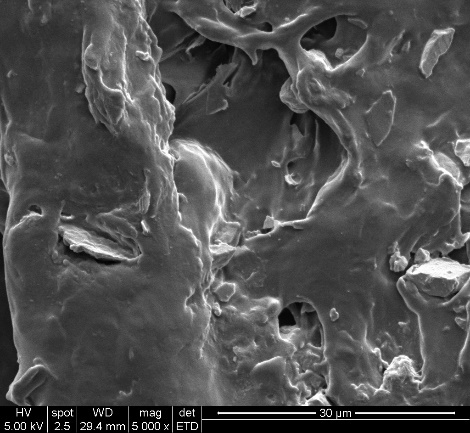 HV spot WD mag det
5.00 kV 2.5 29.4 mm 5 000 x ETD 30 µm